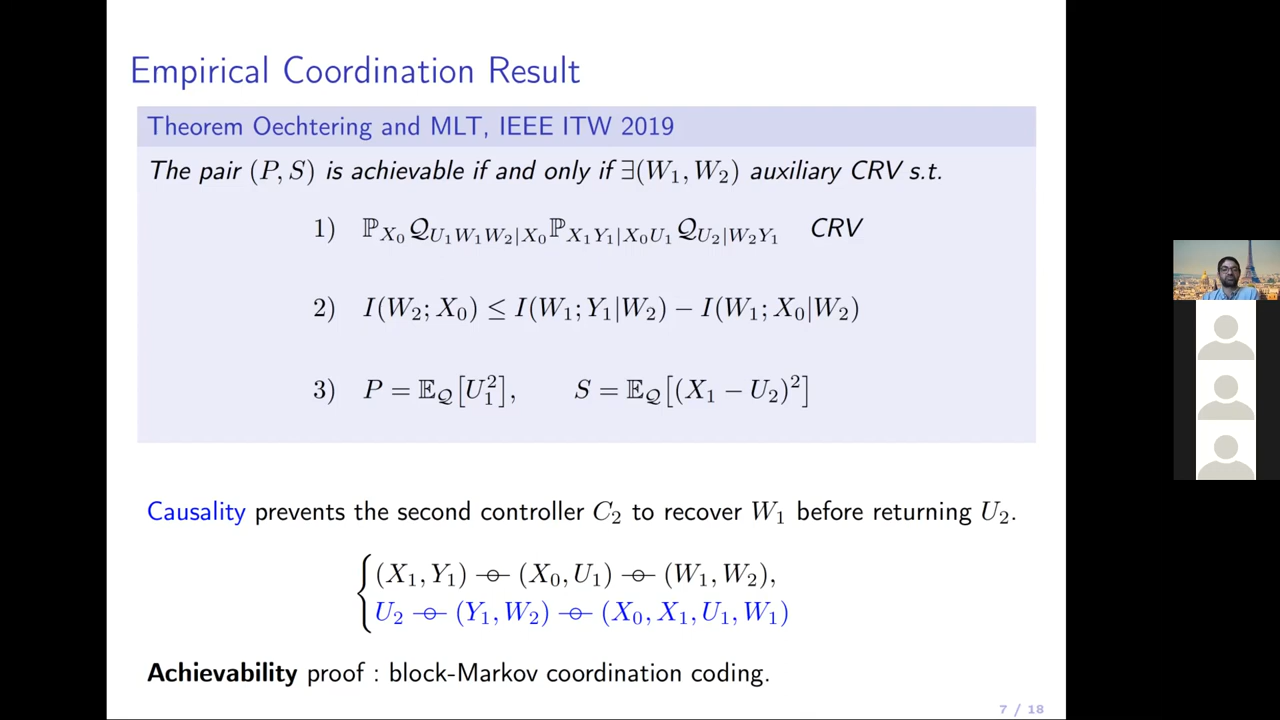 Empirical Coordination Result
Theorem Oechtering and MLT, IEEE ITW 2019
The pair (P, S) is achievable if and only if ∃(W₁, W₂) auxiliary CRV s.t.
1) ℙ_{X₀} 𝒬_{U₁W₁W₂|X₀} ℙ_{X₁Y₁|X₀U₁} 𝒬_{U₂|W₂Y₁} CRV
2) I(W₂; X₀) ≤ I(W₁; Y₁|W₂) − I(W₁; X₀|W₂)
3) P = 𝔼_𝒬[U₁²], S = 𝔼_𝒬[(X₁ − U₂)²]
Causality prevents the second controller C₂ to recover W₁ before returning U₂.
{ (X₁, Y₁) -o- (X₀, U₁) -o- (W₁, W₂),
U₂ -o- (Y₁, W₂) -o- (X₀, X₁, U₁, W₁)
Achievability proof : block-Markov coordination coding.
7 / 18